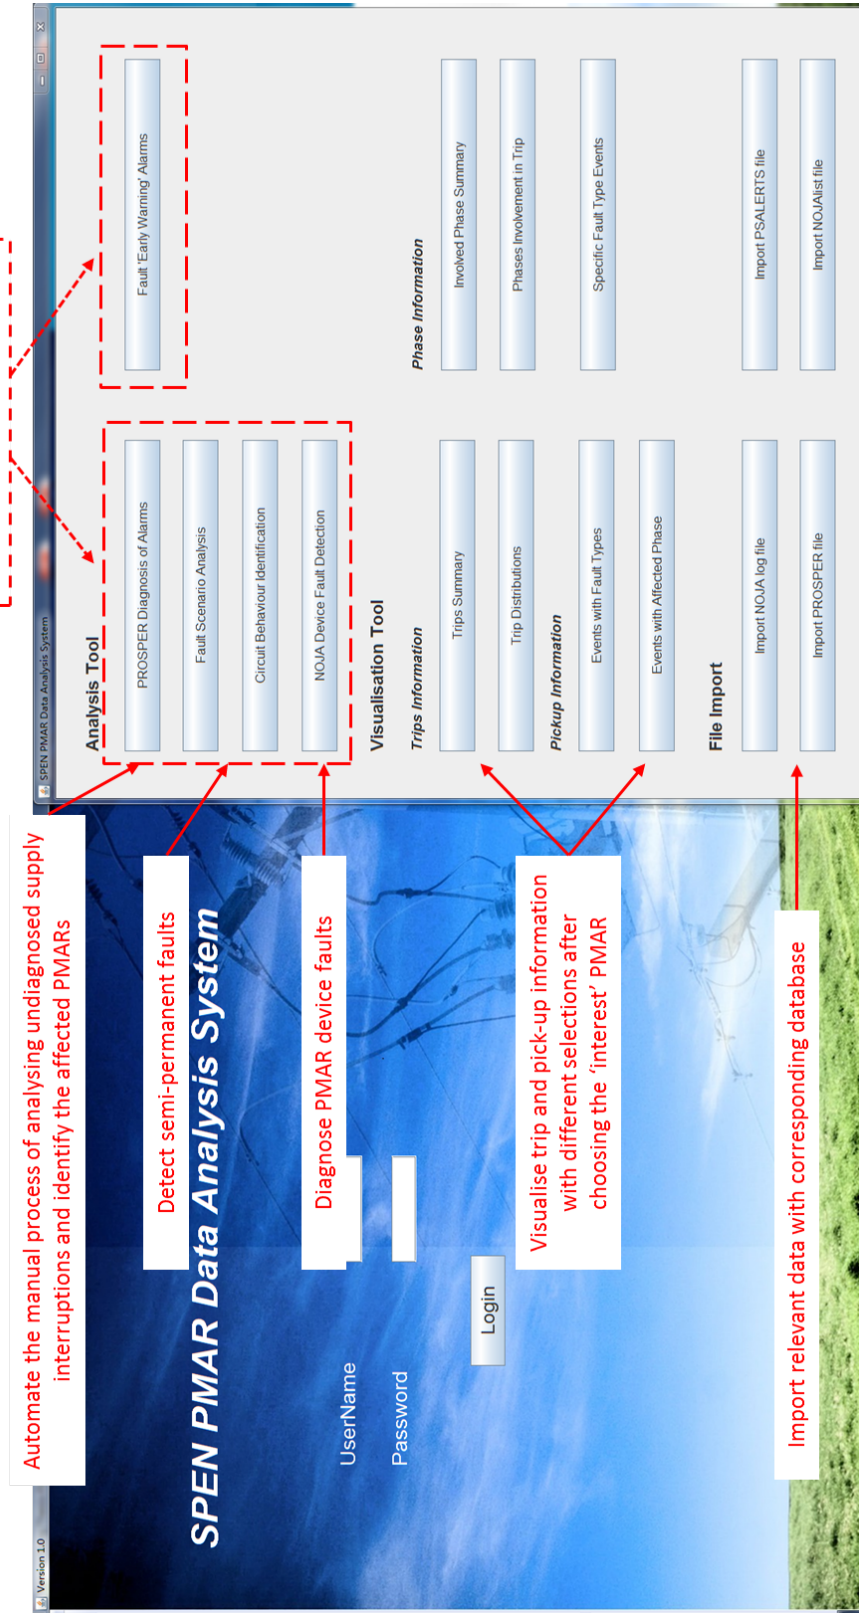 Version 1.0
Automate the manual process of analysing undiagnosed supply
interruptions and identify the affected PMARs
Detect semi-permanent faults
SPEN PMAR Data Analysis System
Diagnose PMAR device faults
UserName
Password
Login
Visualise trip and pick-up information
with different selections after
choosing the ‘interest’ PMAR
Import relevant data with corresponding database
SPEN PMAR Data Analysis System
Analysis Tool
PROSPER Diagnosis of Alarms
Fault 'Early Warning' Alarms
Fault Scenario Analysis
Circuit Behaviour Identification
NOJA Device Fault Detection
Visualisation Tool
Trips Information
Phase Information
Trips Summary
Involved Phase Summary
Trip Distributions
Phases Involvement in Trip
Pickup Information
Events with Fault Types
Specific Fault Type Events
Events with Affected Phase
File Import
Import NOJA log file
Import PSALERTS file
Import PROSPER file
Import NOJAlist file